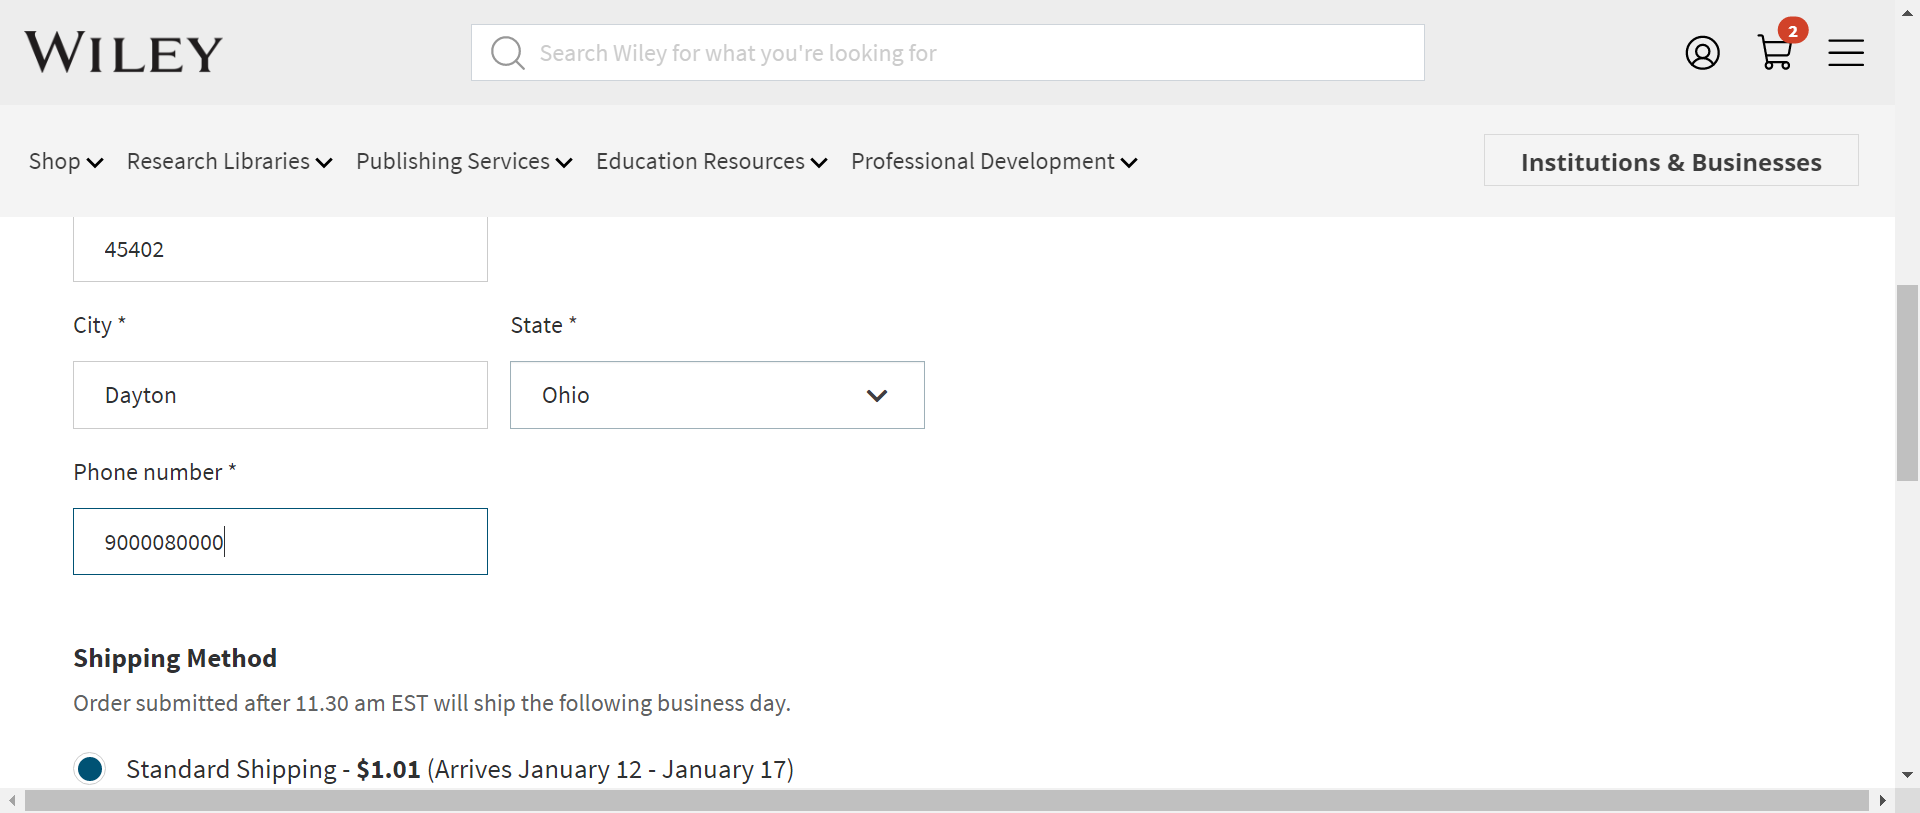 WILEY
Search Wiley for what you're looking for
2
Shop Research Libraries Publishing Services Education Resources Professional Development
Institutions & Businesses
45402
City * State *
Dayton Ohio
Phone number *
9000080000
Shipping Method
Order submitted after 11.30 am EST will ship the following business day.
Standard Shipping - $1.01 (Arrives January 12 - January 17)